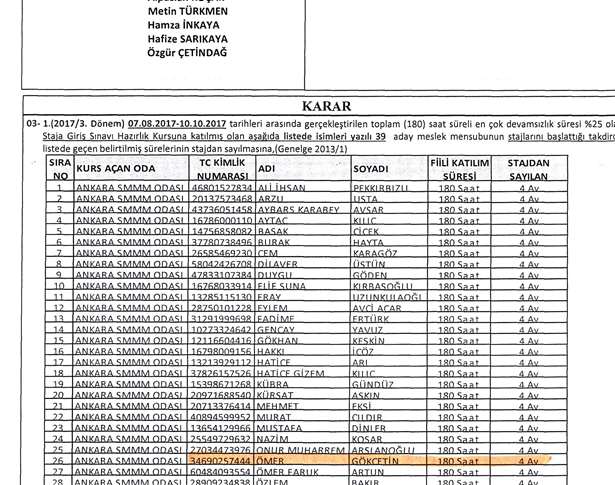 Metin TÜRKMEN
Hamza İNKAYA
Hafize SARIKAYA
Özgür ÇETİNDAĞ
KARAR
03- 1.(2017/3. Dönem) 07.08.2017-10.10.2017 tarihleri arasında gerçekleştirilen toplam (180) saat süreli en çok devamsızlık süresi %25 ola
Staja Giriş Sınavı Hazırlık Kursuna katılmış olan aşağıda listede isimleri yazılı 39 aday meslek mensubunun stajlarını başlattığı takdird
listede geçen belirtilmiş sürelerinin stajdan sayılmasına,(Genelge 2013/1)
SIRA NO KURS AÇAN ODA TC KİMLİK NUMARASI ADI SOYADI FİİLİ KATILIM SÜRESİ STAJDAN SAYILAN
1 ANKARA SMMM ODASI 46801527834 ALİ İHSAN PEKKIRBIZLI 180 Saat 4 Ay
2 ANKARA SMMM ODASI 20137573468 ARZU USTA 180 Saat 4 Ay
3 ANKARA SMMM ODASI 43736051458 AYBARS KARABEY AVŞAR 180 Saat 4 Ay
4 ANKARA SMMM ODASI 16786000110 AYTAÇ KILIÇ 180 Saat 4 Ay
5 ANKARA SMMM ODASI 14756858082 BAŞAK ÇİÇEK 180 Saat 4 Ay
6 ANKARA SMMM ODASI 37780738496 BURAK HAYTA 180 Saat 4 Ay
7 ANKARA SMMM ODASI 26585469230 CEM KARAGÖZ 180 Saat 4 Ay
8 ANKARA SMMM ODASI 58042426708 DİLAVER ÜSTÜN 180 Saat 4 Ay
9 ANKARA SMMM ODASI 47833107384 DUYGU GÖDEN 180 Saat 4 Ay
10 ANKARA SMMM ODASI 16768033914 ELİF SUNA KIRBAŞOĞLU 180 Saat 4 Ay
11 ANKARA SMMM ODASI 13285115130 ERAY UZUNKULAOĞLI 180 Saat 4 Ay
12 ANKARA SMMM ODASI 28750101228 EYLEM AVCI ACAR 180 Saat 4 Ay
13 ANKARA SMMM ODASI 31291999698 FADİME ERTÜRK 180 Saat 4 Ay
14 ANKARA SMMM ODASI 10273324642 GENCAY YAVUZ 180 Saat 4 Ay
15 ANKARA SMMM ODASI 12116604416 GÖKHAN KESKİN 180 Saat 4 Ay
16 ANKARA SMMM ODASI 16798009156 HAKKI İÇÖZ 180 Saat 4 Ay
17 ANKARA SMMM ODASI 13213929112 HATİCE ARI 180 Saat 4 Ay
18 ANKARA SMMM ODASI 37826157526 HATİCE GİZEM KILIÇ 180 Saat 4 Ay
19 ANKARA SMMM ODASI 15398671268 KÜBRA GÜNDÜZ 180 Saat 4 Ay
20 ANKARA SMMM ODASI 20971688540 KÜRŞAT AŞKIN 180 Saat 4 Ay
21 ANKARA SMMM ODASI 20713376414 MEHMET EKŞİ 180 Saat 4 Ay
22 ANKARA SMMM ODASI 40894599952 MURAT ÇILDIR 180 Saat 4 Ay
23 ANKARA SMMM ODASI 13654129966 MUSTAFA DİNLER 180 Saat 4 Ay
24 ANKARA SMMM ODASI 25549729632 NAZIM KOŞAR 180 Saat 4 Ay
25 ANKARA SMMM ODASI 27034473976 ONUR MUHARREM ARSLANOĞLU 180 Saat 4 Ay
26 ANKARA SMMM ODASI 34690257444 ÖMER GÖKÇETİN 180 Saat 4 Ay
27 ANKARA SMMM ODASI 60484093554 ÖMER FARUK ARTUN 180 Saat 4 Ay
28 ANKARA SMMM ODASI 28909234838 ÖZLEM BAKIR 180 Saat 4 Ay